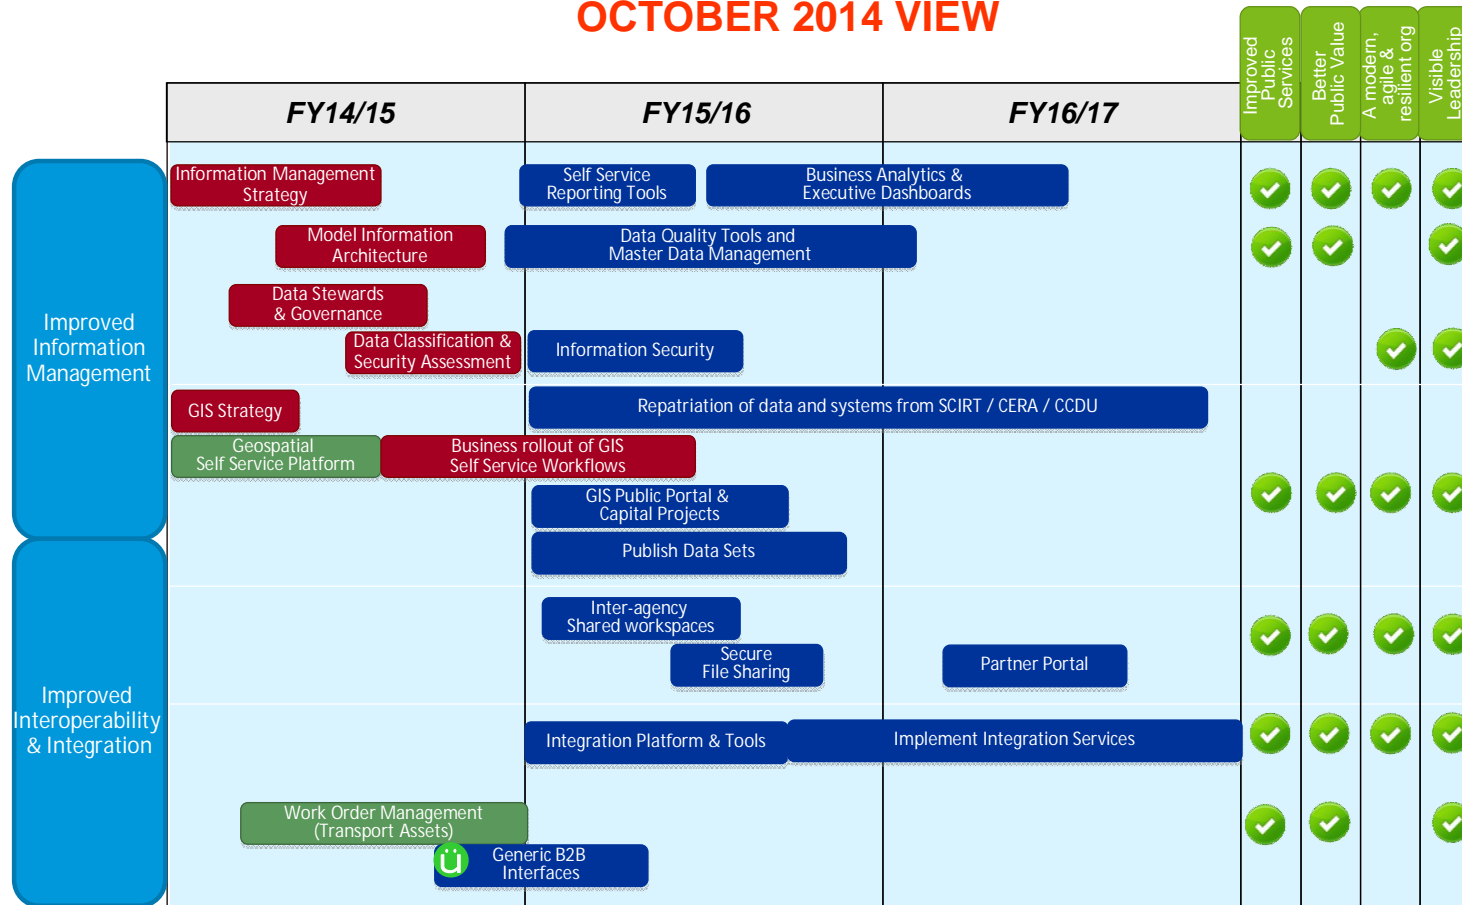 OCTOBER 2014 VIEW
Improved
Public
Services
Better
Public Value
A modern,
agile &
resilient org
Visible
Leadership
FY14/15
FY15/16
FY16/17
Improved
Information
Management
Information Management
Strategy
Self Service
Reporting Tools
Business Analytics &
Executive Dashboards
Model Information
Architecture
Data Quality Tools and
Master Data Management
Data Stewards
& Governance
Data Classification &
Security Assessment
Information Security
GIS Strategy
Repatriation of data and systems from SCIRT / CERA / CCDU
Geospatial
Self Service Platform
Business rollout of GIS
Self Service Workflows
GIS Public Portal &
Capital Projects
Publish Data Sets
Improved
Interoperability
& Integration
Inter-agency
Shared workspaces
Secure
File Sharing
Partner Portal
Integration Platform & Tools
Implement Integration Services
Work Order Management
(Transport Assets)
ü
Generic B2B
Interfaces